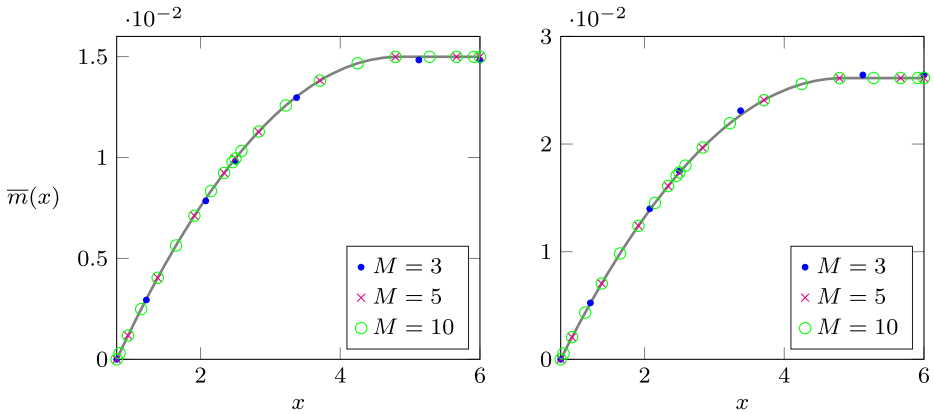 ·10⁻²
1.5
1
0.5
0
m̅(x)
2
4
6
x
M = 3
M = 5
M = 10
·10⁻²
3
2
1
0
2
4
6
x
M = 3
M = 5
M = 10